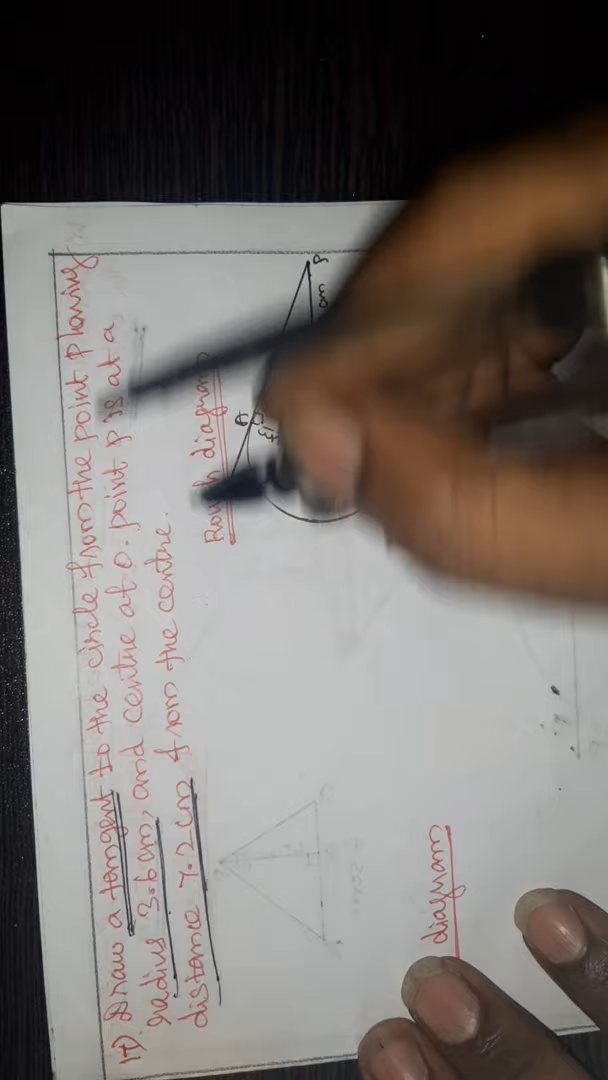 17). Draw a tangent to the circle from the point p having
radius 3.6cm, and centre at o. point p is at a
distance 7.2cm from the centre.
Rough diagram
A
P
cm
diagram